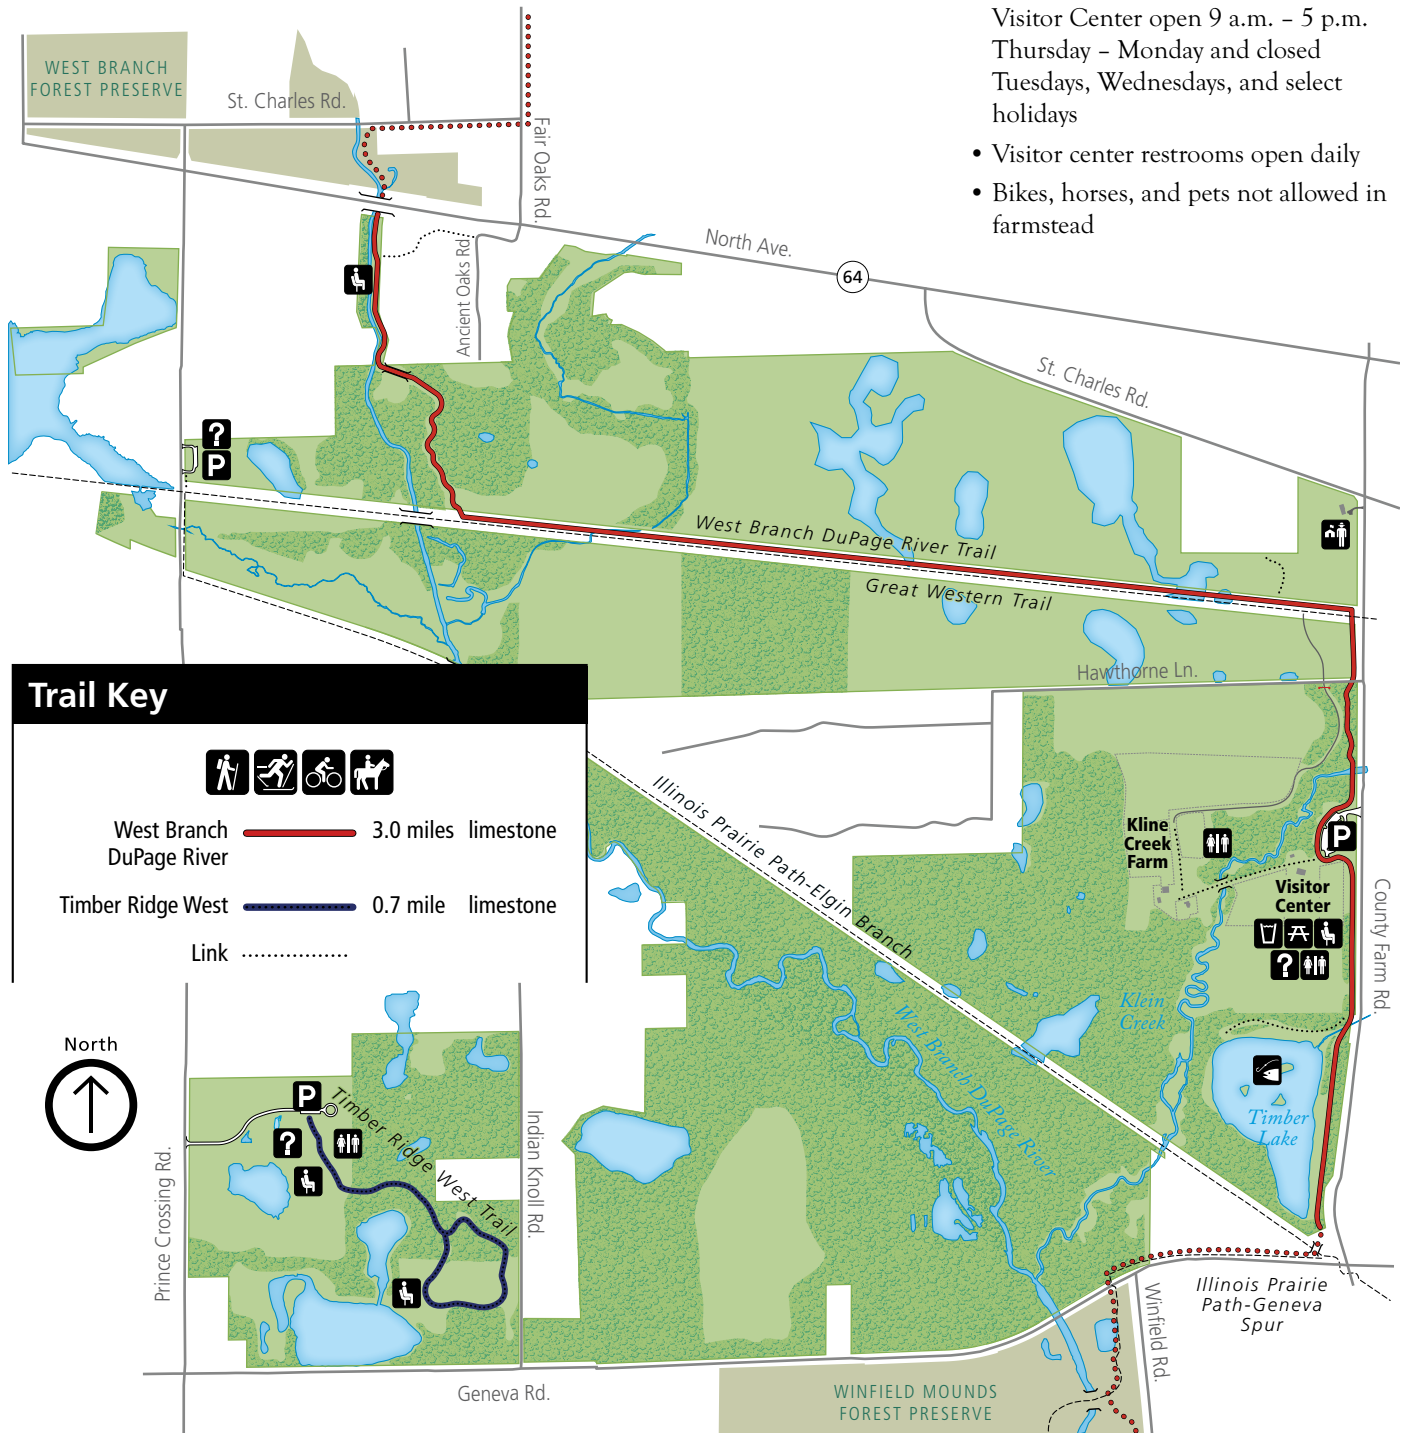 Visitor Center open 9 a.m. – 5 p.m.
Thursday – Monday and closed
Tuesdays, Wednesdays, and select
holidays
• Visitor center restrooms open daily
• Bikes, horses, and pets not allowed in
farmstead
WEST BRANCH
FOREST PRESERVE
St. Charles Rd.
Fair Oaks Rd.
Ancient Oaks Rd.
North Ave.
64
St. Charles Rd.
?
P
West Branch DuPage River Trail
Great Western Trail
Hawthorne Ln.
Trail Key
West Branch
DuPage River
3.0 miles limestone
Timber Ridge West 0.7 mile limestone
Link
Illinois Prairie Path-Elgin Branch
Kline
Creek
Farm
P
Visitor
Center
?
County Farm Rd.
Klein
Creek
West Branch DuPage River
Timber
Lake
North
P
?
Timber Ridge West Trail
Prince Crossing Rd.
Indian Knoll Rd.
Illinois Prairie
Path-Geneva
Spur
Winfield Rd.
Geneva Rd.
WINFIELD MOUNDS
FOREST PRESERVE